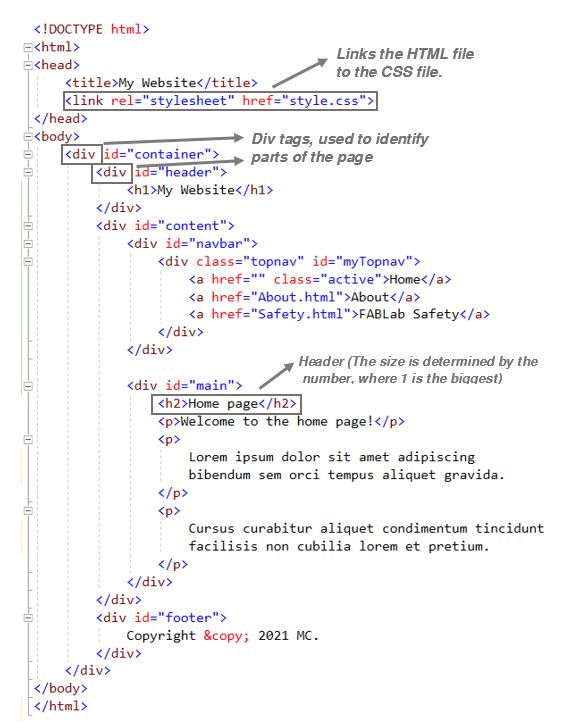 <!DOCTYPE html>
<html>
<head>
<title>My Website</title>
<link rel="stylesheet" href="style.css">
</head>
Links the HTML file
to the CSS file.
<body>
<div id="container">
<div id="header">
<h1>My Website</h1>
</div>
Div tags, used to identify
parts of the page
<div id="content">
<div id="navbar">
<div class="topnav" id="myTopnav">
<a href="" class="active">Home</a>
<a href="About.html">About</a>
<a href="Safety.html">FABLab Safety</a>
</div>
</div>
Header (The size is determined by the
number, where 1 is the biggest)
<div id="main">
<h2>Home page</h2>
<p>Welcome to the home page!</p>
<p>
Lorem ipsum dolor sit amet adipiscing
bibendum sem orci tempus aliquet gravida.
</p>
<p>
Cursus curabitur aliquet condimentum tincidunt
facilisis non cubilia lorem et pretium.
</p>
</div>
</div>
<div id="footer">
Copyright &copy; 2021 MC.
</div>
</div>
</body>
</html>